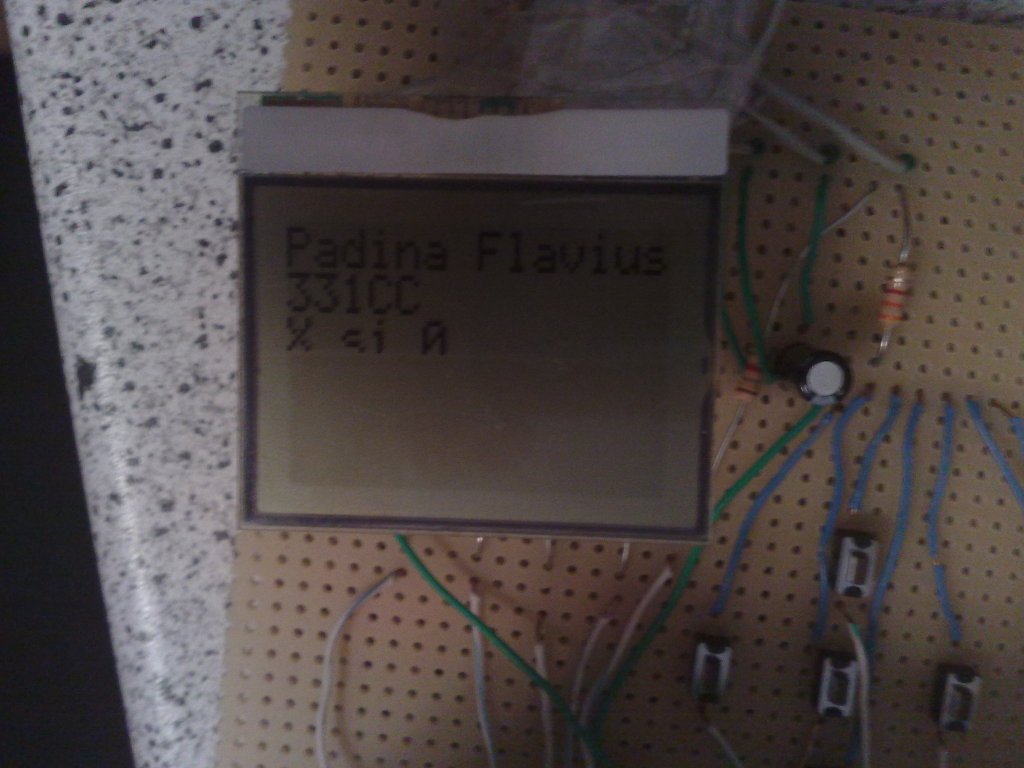 Padina Flavius
331CC
% si 0